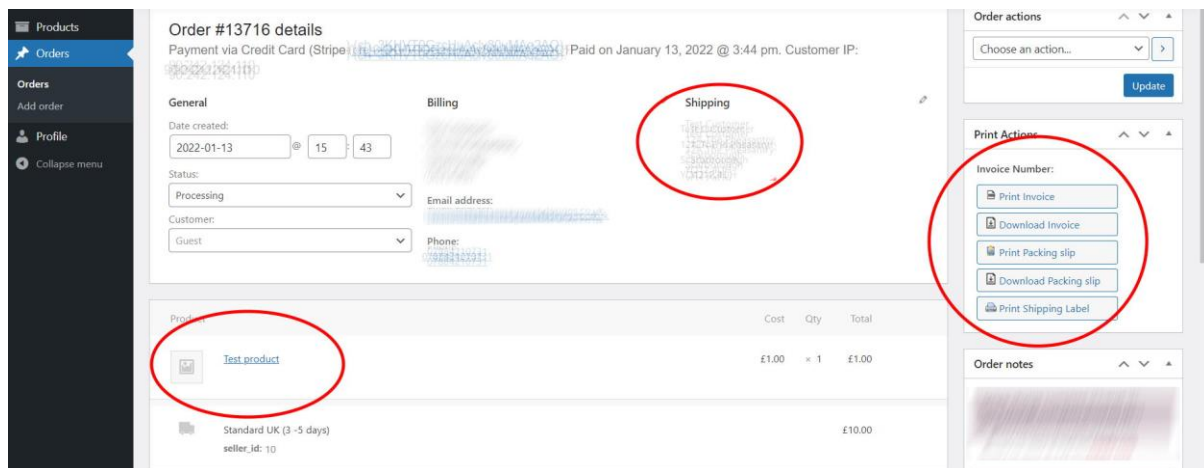 Products
Orders
Orders
Add order
Profile
Collapse menu
Order #13716 details
Payment via Credit Card (Stripe Paid on January 13, 2022 @ 3:44 pm. Customer IP:
General
Date created:
2022-01-13 @ 15 : 43
Status:
Processing
Customer:
Guest
Billing
Email address:
Phone:
Shipping
Product Cost Qty Total
Test product £1.00 × 1 £1.00
Standard UK (3 -5 days) £10.00
seller_id: 10
Order actions
Choose an action...
Update
Print Actions
Invoice Number:
Print Invoice
Download Invoice
Print Packing slip
Download Packing slip
Print Shipping Label
Order notes